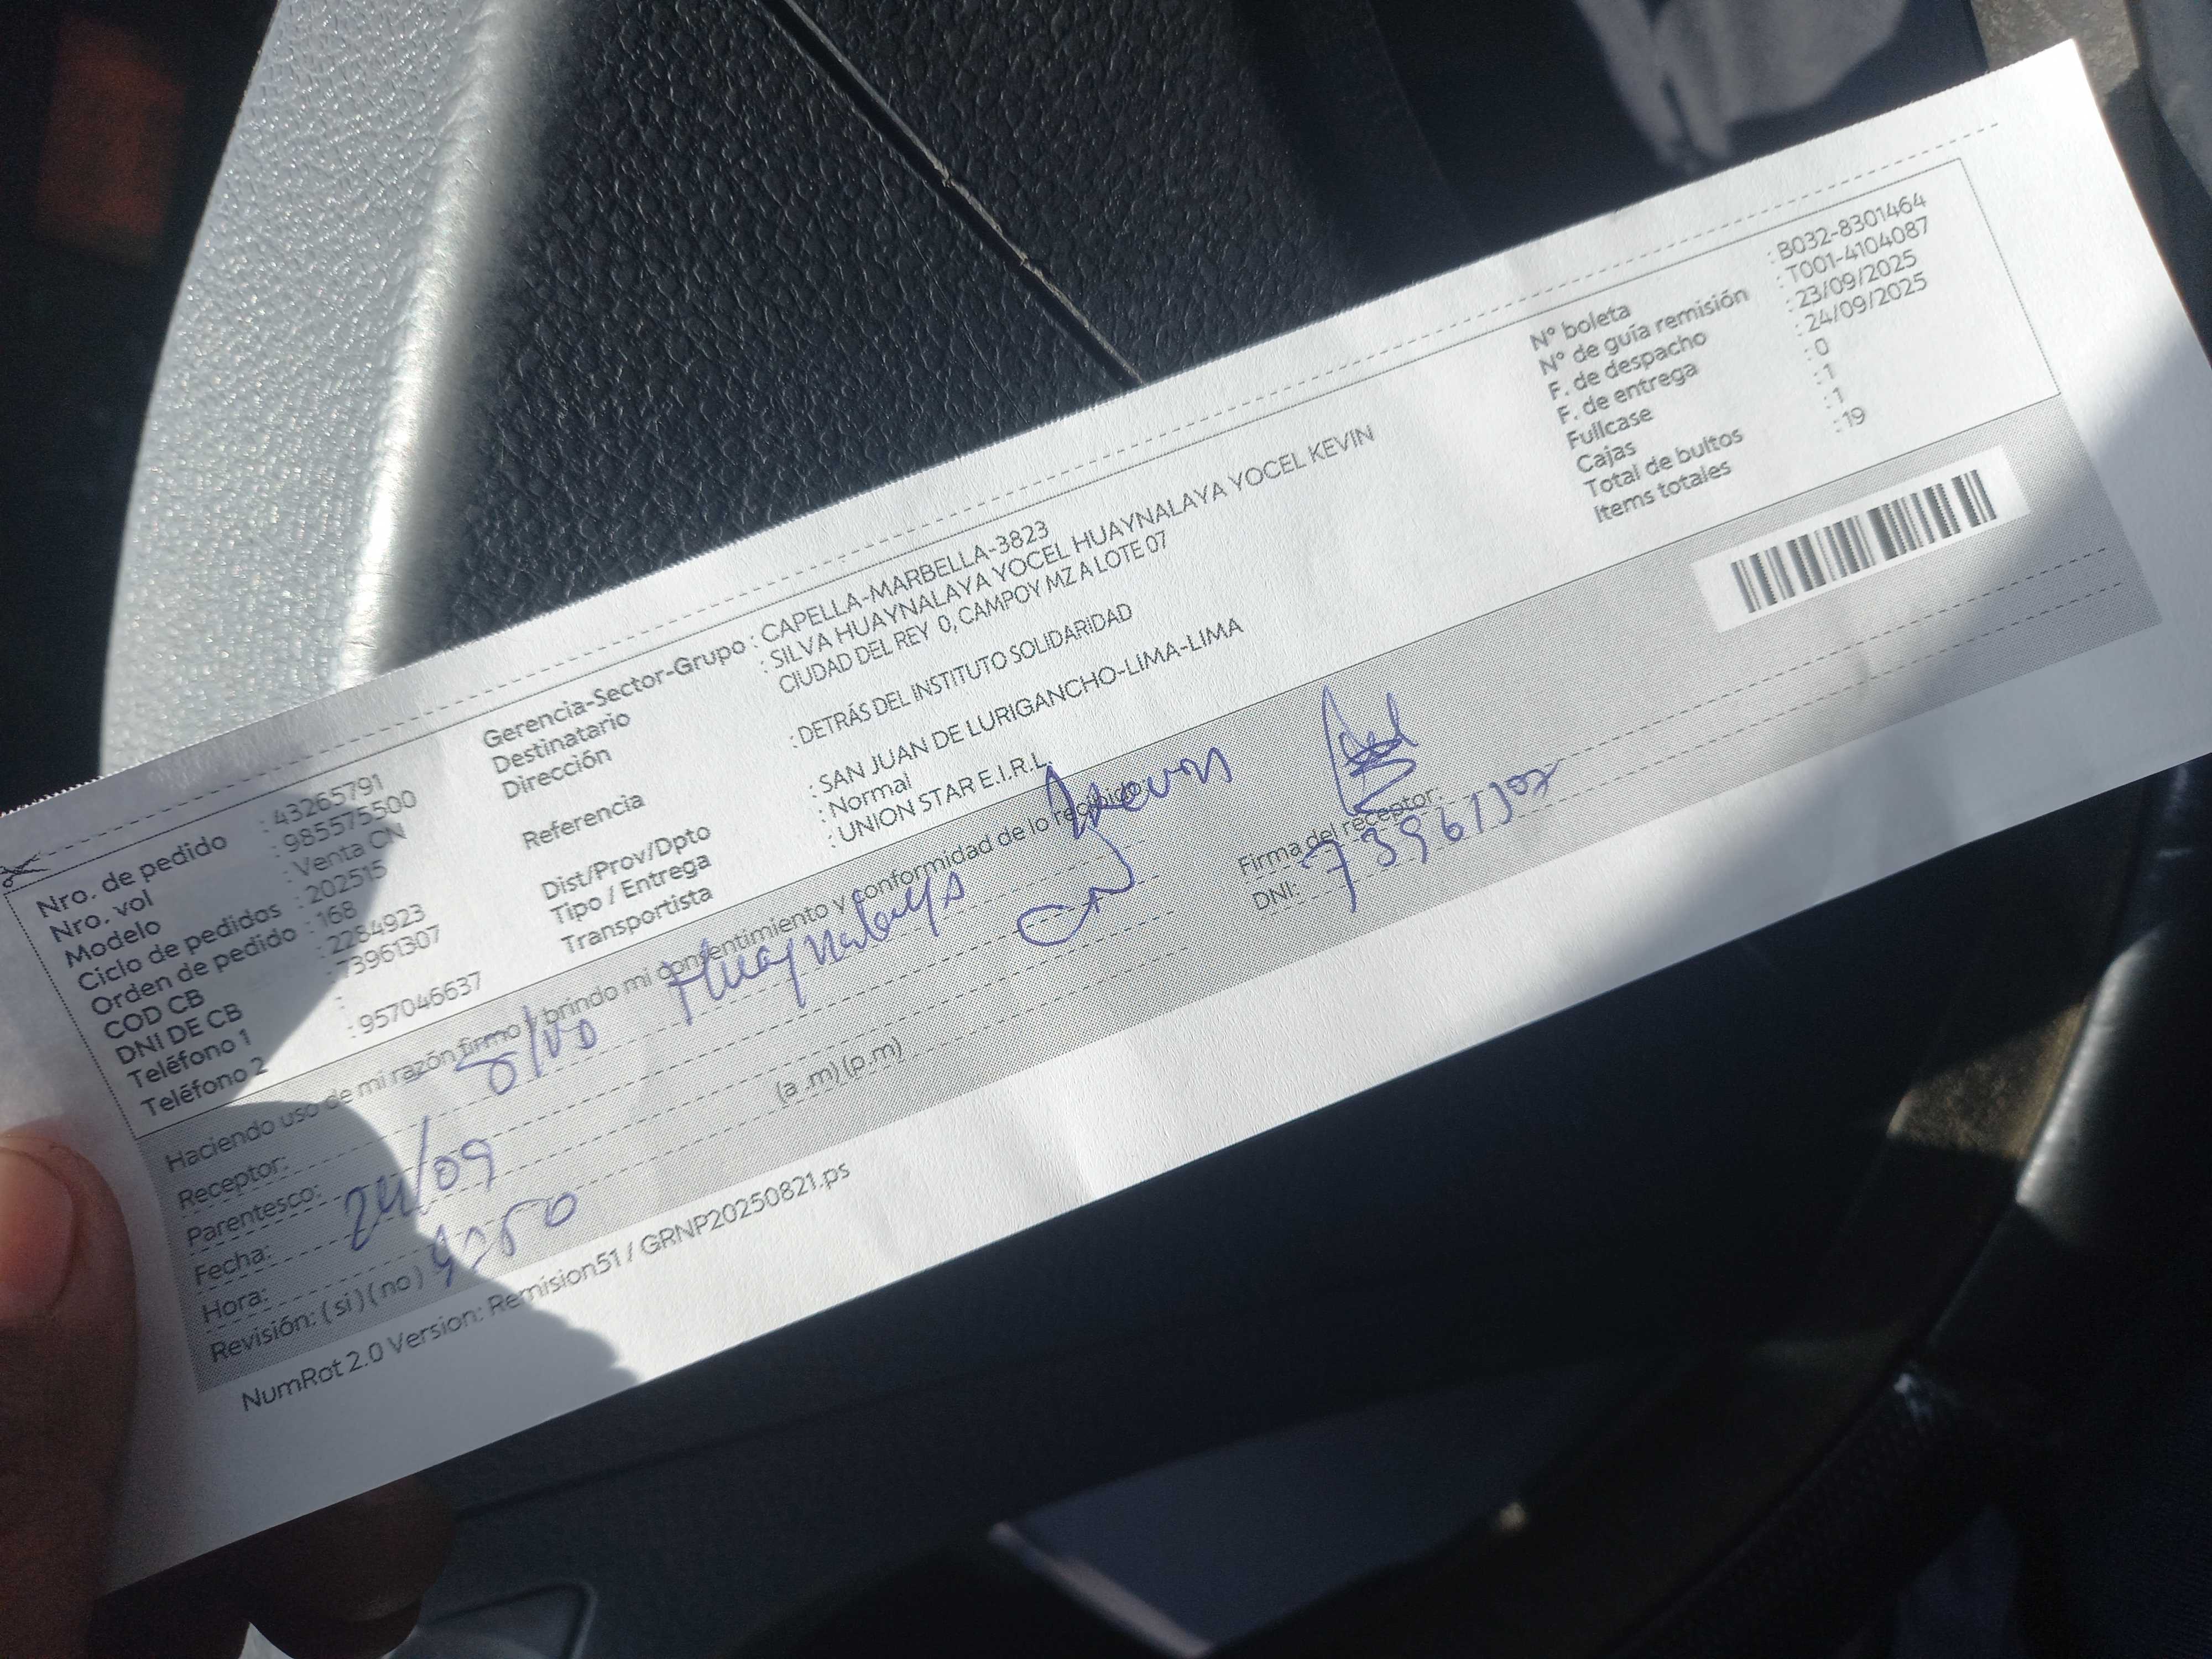 Nro. de pedido : 43265791
Nro. vol : 985575500
Modelo : Venta CN
Ciclo de pedidos : 202515
Orden de pedido : 168
COD CB : 2284923
DNI DE CB : 73961307
Teléfono 1 :
Teléfono 2 : 957046637
Gerencia-Sector-Grupo : CAPELLA-MARBELLA-3823
Destinatario : SILVA HUAYNALAYA YOCEL HUAYNALAYA YOCEL KEVIN
Dirección CIUDAD DEL REY 0, CAMPOY MZ A LOTE 07
Referencia : DETRÁS DEL INSTITUTO SOLIDARIDAD
Dist/Prov/Dpto : SAN JUAN DE LURIGANCHO-LIMA-LIMA
Tipo / Entrega : Normal
Transportista : UNION STAR E.I.R.L.
N° boleta : B032-8301464
N° de guía remisión : T001-4104087
F. de despacho : 23/09/2025
F. de entrega : 24/09/2025
Fullcase : 0
Cajas : 1
Total de bultos : 1
Items totales : 19
Haciendo uso de mi razón firmo y brindo mi consentimiento y conformidad de lo recibido
Receptor: Silva Huaynalaya
Parentesco:
Fecha: 24/09
Hora: (a .m) (p.m)
Revisión: ( si ) ( no )
Firma del receptor:
DNI: 73961307
NumRot 2.0 Version: Remision51 / GRNP20250821.ps